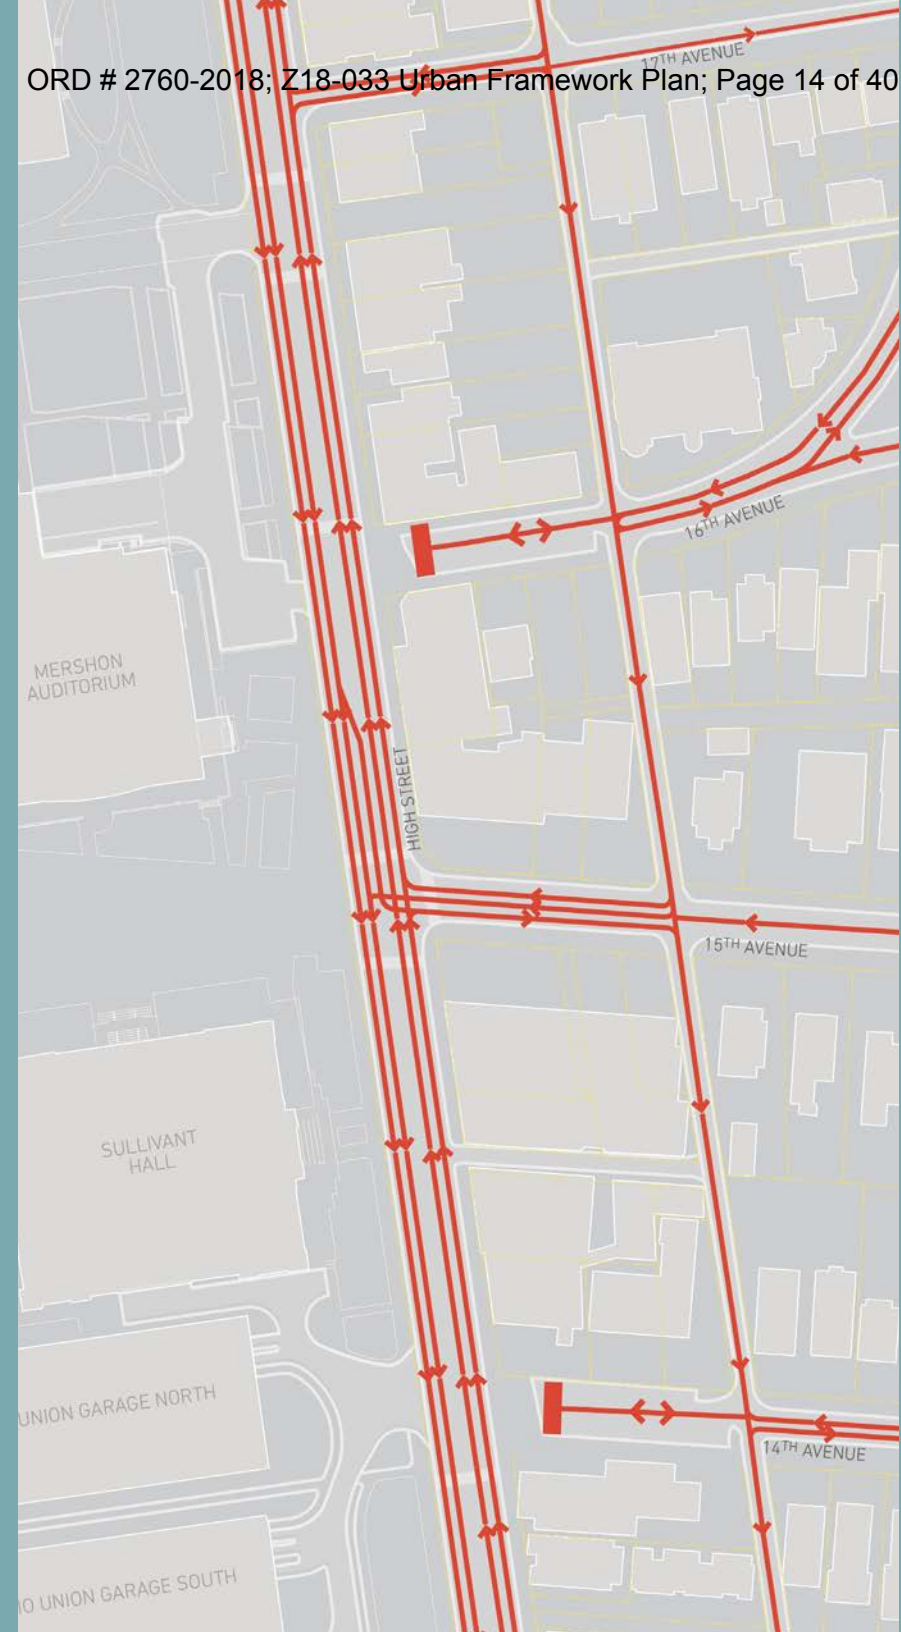 17TH AVENUE
ORD # 2760-2018; Z18-033 Urban Framework Plan; Page 14 of 40
16TH AVENUE
MERSHON
AUDITORIUM
HIGH STREET
15TH AVENUE
SULLIVANT
HALL
UNION GARAGE NORTH
14TH AVENUE
IO UNION GARAGE SOUTH